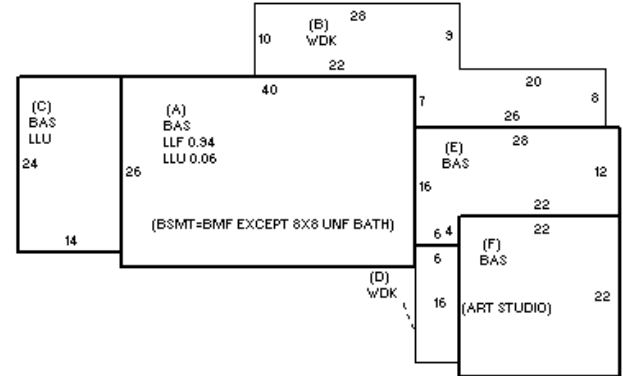 28
(B)
WDK
10
9
22
20
40
7
8
26
(C)
BAS
LLU
24
14
(A)
BAS
LLF 0.94
LLU 0.06
26
(BSMT=BMF EXCEPT 8X8 UNF BATH)
28
(E)
BAS
16
12
22
6 4
22
6
(F)
BAS
(D)
WDK
16
22
(ART STUDIO)